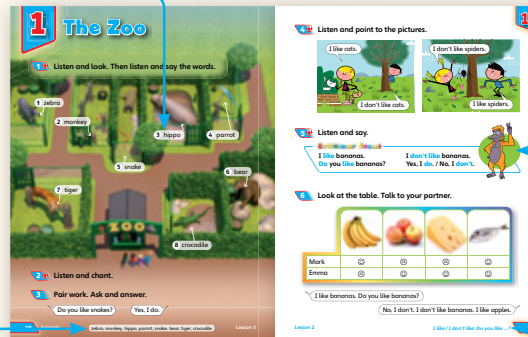 1 The Zoo
1 Listen and look. Then listen and say the words.
1 zebra
2 monkey
3 hippo
4 parrot
5 snake
6 bear
7 tiger
8 crocodile
ZOO
2 Listen and chant.
3 Pair work. Ask and answer.
Do you like snakes?
Yes, I do.
zebra, monkey, hippo, parrot, snake, bear, tiger, crocodile
Lesson 1
1
4 Listen and point to the pictures.
I like cats.
I don't like cats.
I don't like spiders.
I like spiders.
5 Listen and say.
I like bananas.
I don't like bananas.
Do you like bananas?
Yes, I do. / No, I don't.
6 Look at the table. Talk to your partner.
Mark
Emma
I like bananas. Do you like bananas?
No, I don't. I don't like bananas. I like apples.
Lesson 2
I like / I don't like; Do you like ...?